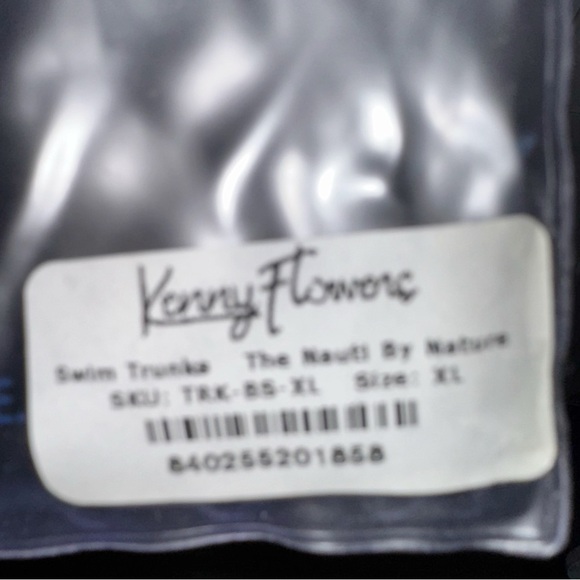 Kenny Flowers
Swim Trunks The Nauti By Nature
SKU: TRK-BS-XL Size: XL
840255201858